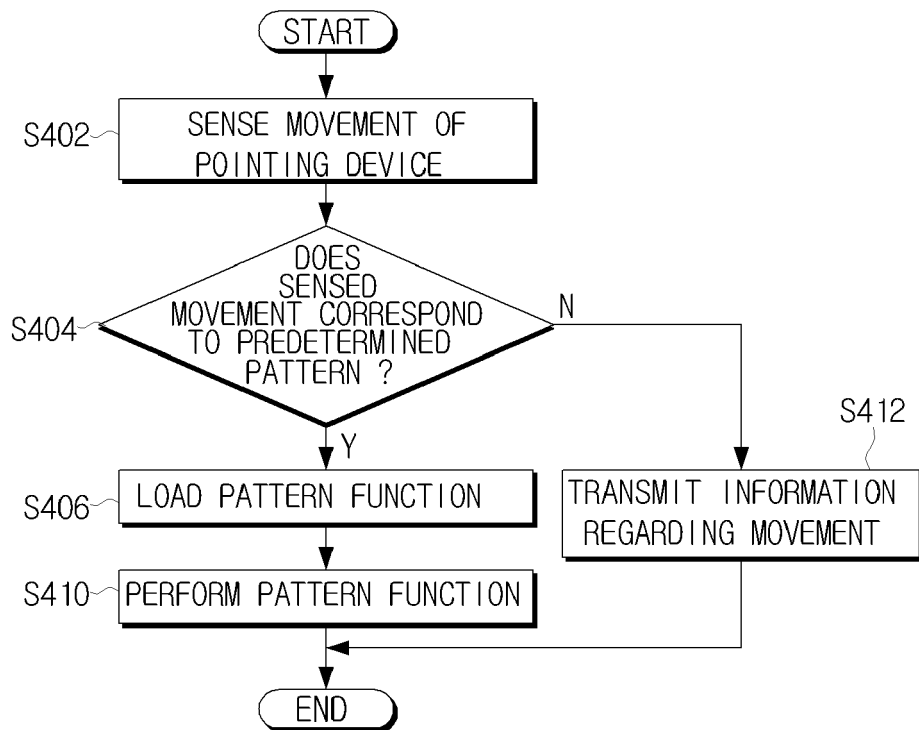 START
S402
SENSE MOVEMENT OF
POINTING DEVICE
S404
DOES
SENSED
MOVEMENT CORRESPOND
TO PREDETERMINED
PATTERN ?
N
Y
S406
LOAD PATTERN FUNCTION
S412
TRANSMIT INFORMATION
REGARDING MOVEMENT
S410
PERFORM PATTERN FUNCTION
END